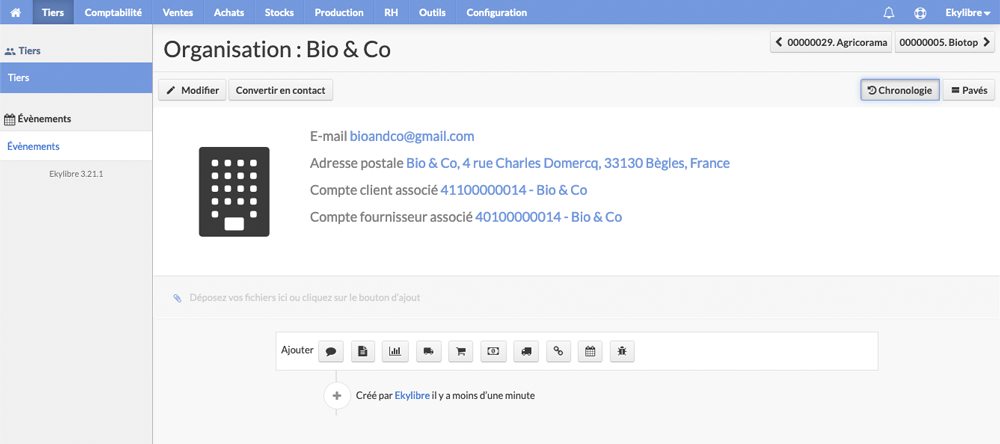 Tiers Comptabilité Ventes Achats Stocks Production RH Outils Configuration Ekylibre
Tiers
Tiers
Évènements
Évènements
Ekylibre 3.21.1
Organisation : Bio & Co
00000029. Agricorama 00000005. Biotop
Modifier Convertir en contact Chronologie Pavés
E-mail bioandco@gmail.com
Adresse postale Bio & Co, 4 rue Charles Domercq, 33130 Bègles, France
Compte client associé 41100000014 - Bio & Co
Compte fournisseur associé 40100000014 - Bio & Co
Déposez vos fichiers ici ou cliquez sur le bouton d'ajout
Ajouter
Créé par Ekylibre il y a moins d'une minute